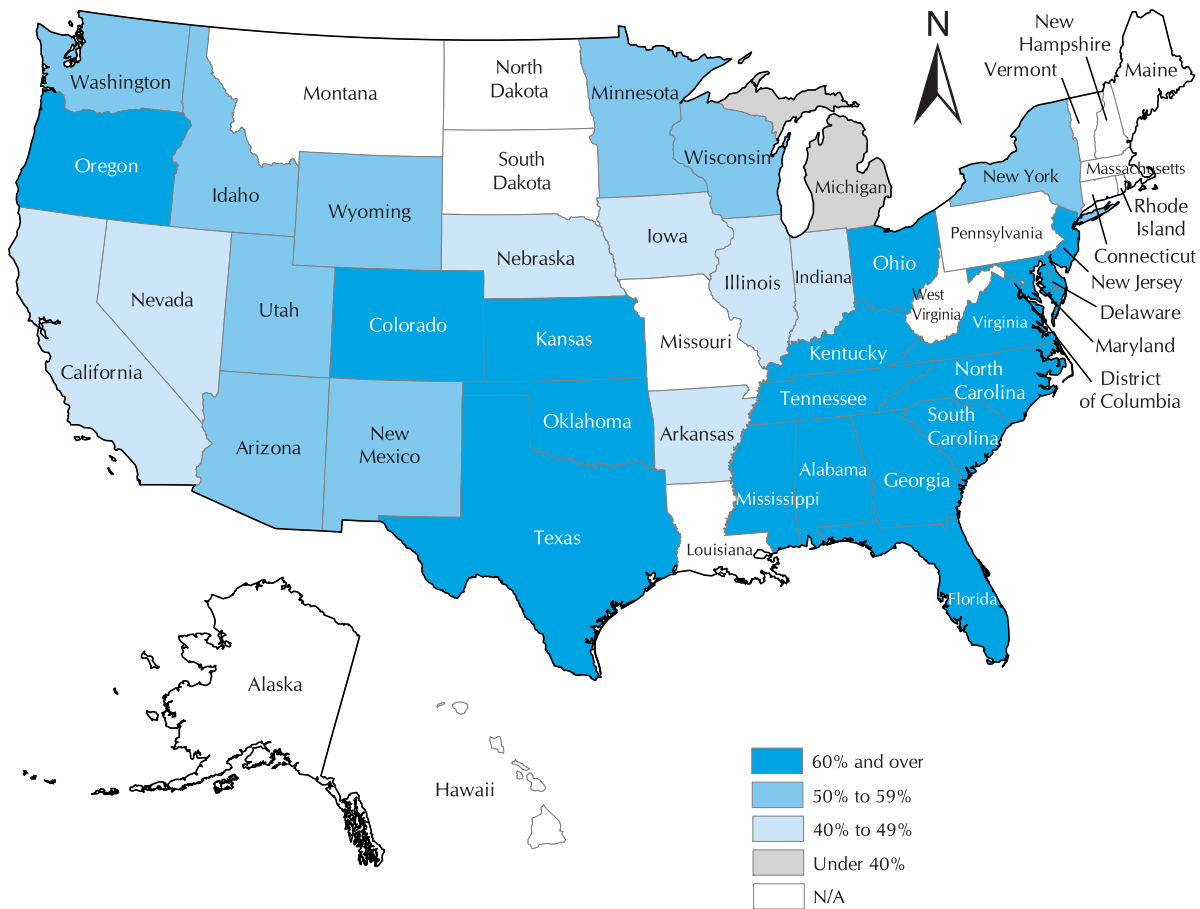 N
New
Hampshire
Vermont
Maine
Washington
Montana
North
Dakota
Minnesota
Oregon
Idaho
South
Dakota
Wisconsin
Michigan
New York
Massachusetts
Wyoming
Rhode
Island
Pennsylvania
Connecticut
Nebraska
Iowa
Illinois
Indiana
Ohio
New Jersey
Nevada
Utah
Colorado
Kansas
Missouri
West
Virginia
Virginia
Delaware
Maryland
Kentucky
California
District
of Columbia
North
Carolina
Tennessee
South
Carolina
Arizona
New
Mexico
Oklahoma
Arkansas
Alabama
Georgia
Mississippi
Texas
Louisiana
Florida
Alaska
Hawaii
60% and over
50% to 59%
40% to 49%
Under 40%
N/A